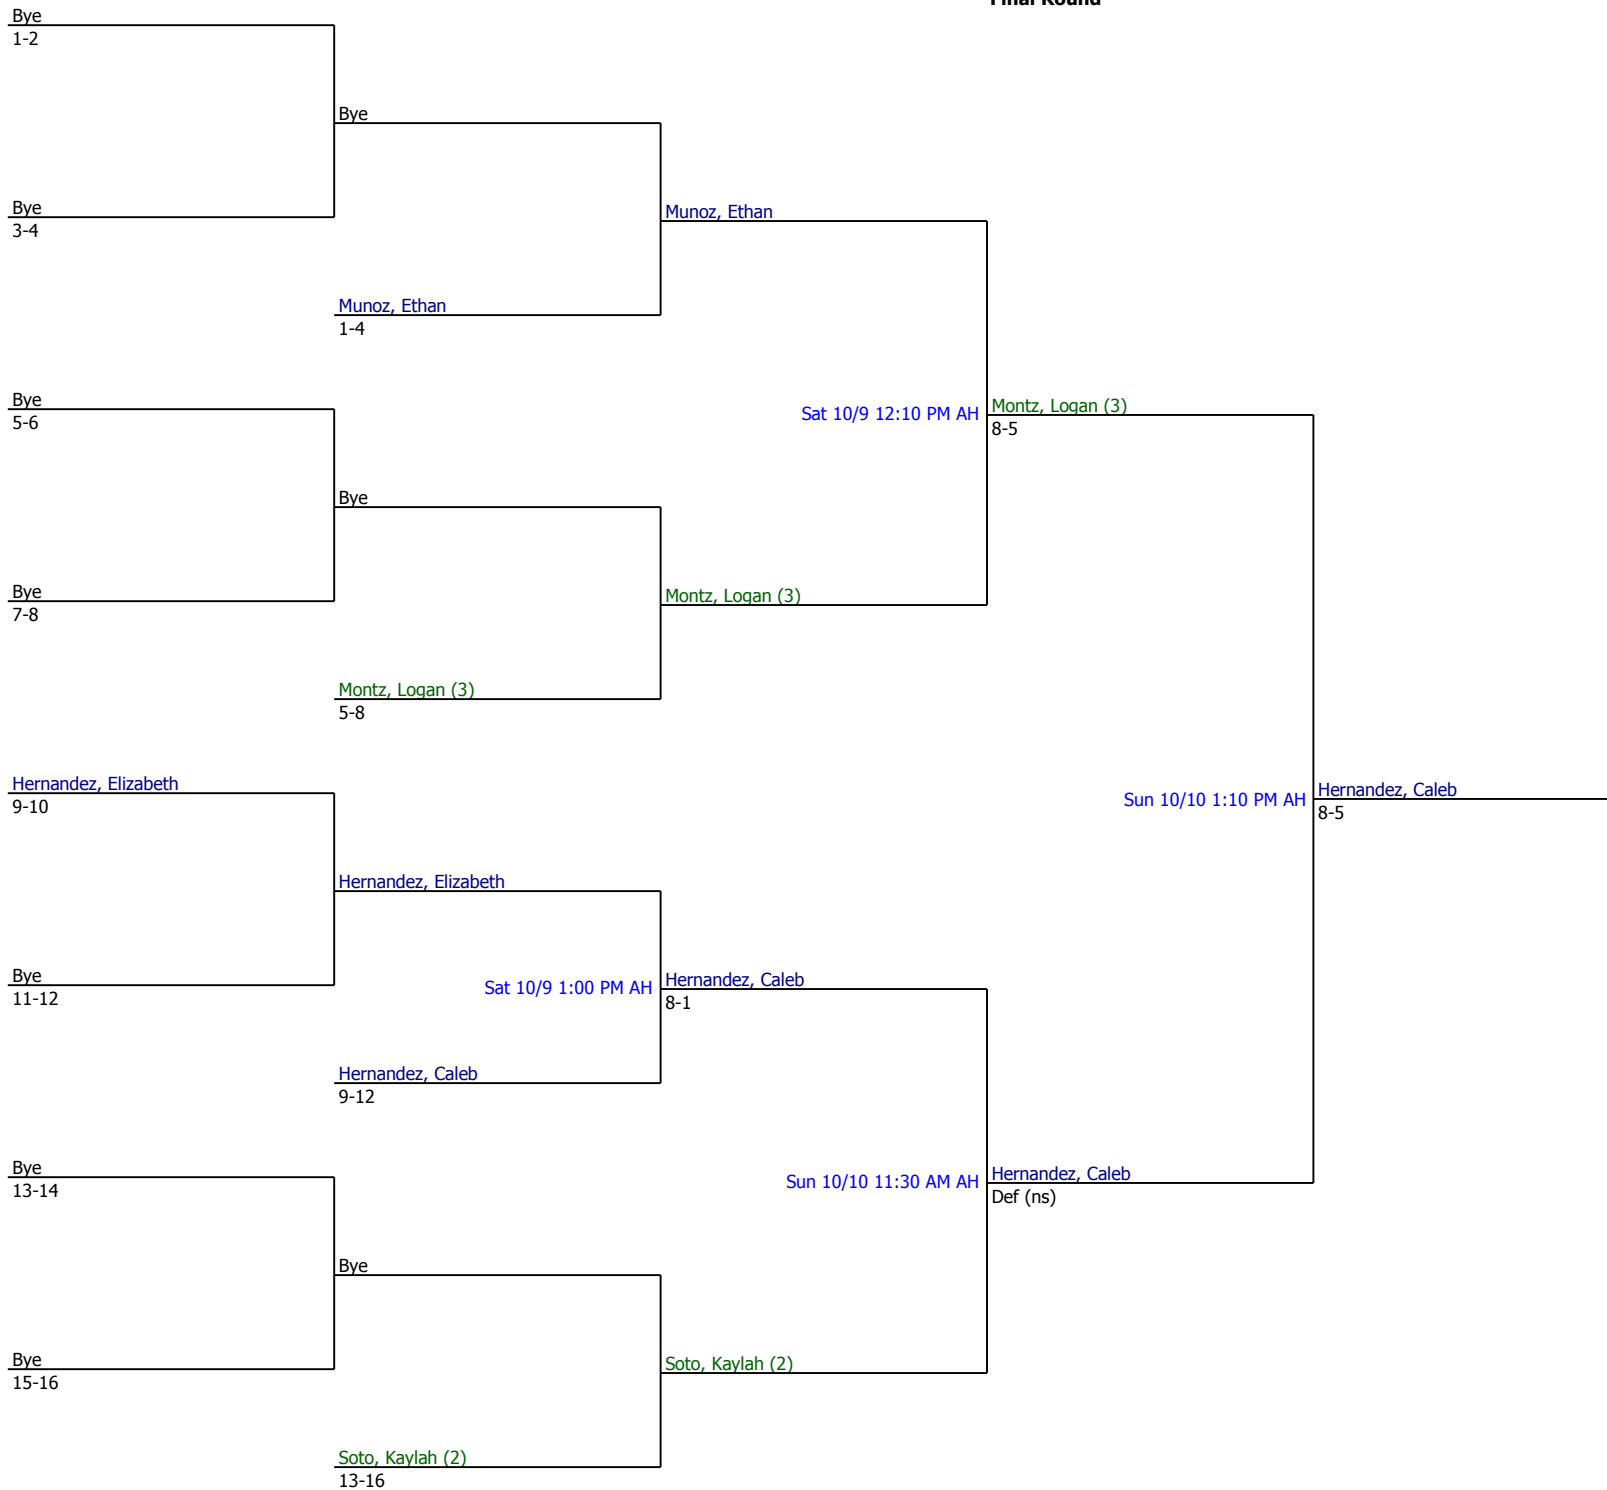 Final Round
Bye
1-2
Bye
Bye
3-4
Munoz, Ethan
Munoz, Ethan
1-4
Bye
5-6
Sat 10/9 12:10 PM AH
Montz, Logan (3)
8-5
Bye
Bye
7-8
Montz, Logan (3)
Montz, Logan (3)
5-8
Hernandez, Elizabeth
9-10
Sun 10/10 1:10 PM AH
Hernandez, Caleb
8-5
Hernandez, Elizabeth
Bye
11-12
Sat 10/9 1:00 PM AH
Hernandez, Caleb
8-1
Hernandez, Caleb
9-12
Bye
13-14
Sun 10/10 11:30 AM AH
Hernandez, Caleb
Def (ns)
Bye
Bye
15-16
Soto, Kaylah (2)
Soto, Kaylah (2)
13-16